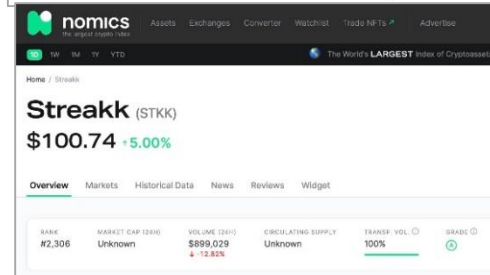 nomics Assets Exchanges Converter Watchlist Trade NFTs ↗ Advertise
the largest crypto index
1D 1W 1M 1Y YTD The World's LARGEST Index of Cryptoasset
Home / Streakk
Streakk (STKK)
$100.74 ↑5.00%
Overview Markets Historical Data News Reviews Widget
RANK MARKET CAP (24H) VOLUME (24H) CIRCULATING SUPPLY TRANSP. VOL. GRADE
#2,306 Unknown $899,029 Unknown 100% A
↓ -12.82%